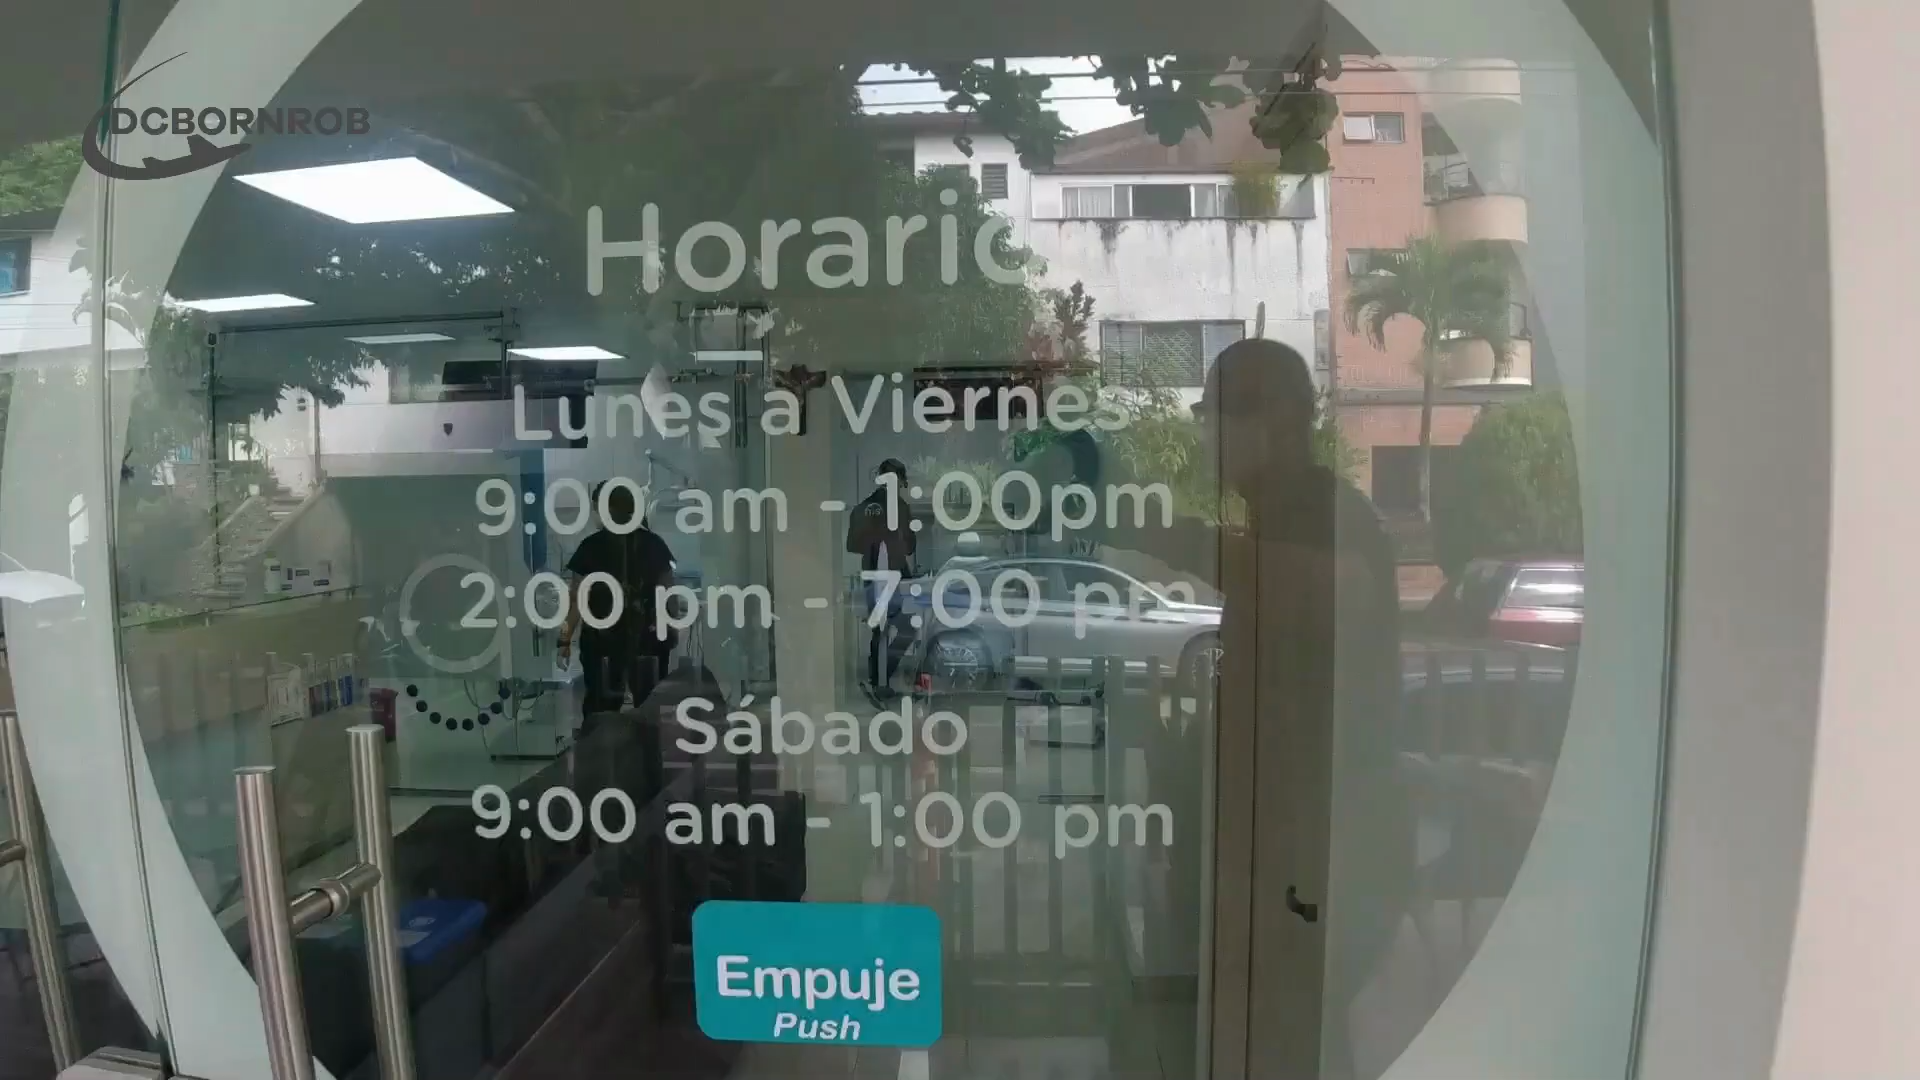 DCBORNROB
Horario
Lunes a Viernes
9:00 am - 1:00pm
2:00 pm - 7:00 pm
Sábado
9:00 am - 1:00 pm
Empuje
Push